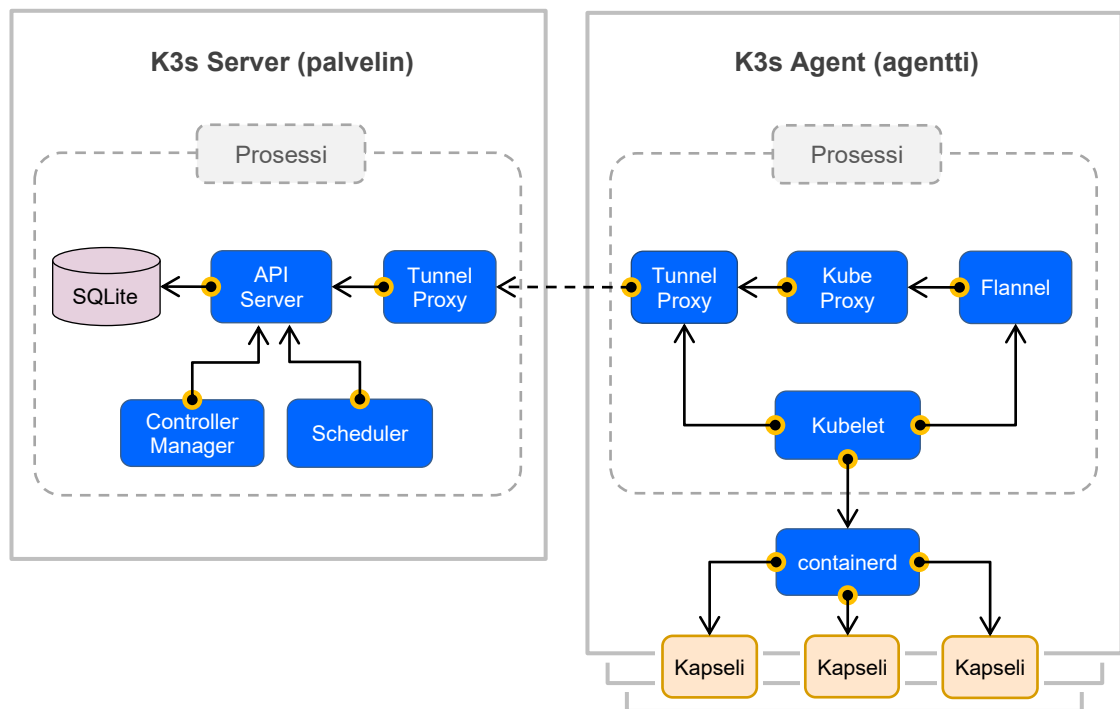 K3s Server (palvelin)
Prosessi
SQLite
API
Server
Tunnel
Proxy
Controller
Manager
Scheduler
K3s Agent (agentti)
Prosessi
Tunnel
Proxy
Kube
Proxy
Flannel
Kubelet
containerd
Kapseli
Kapseli
Kapseli